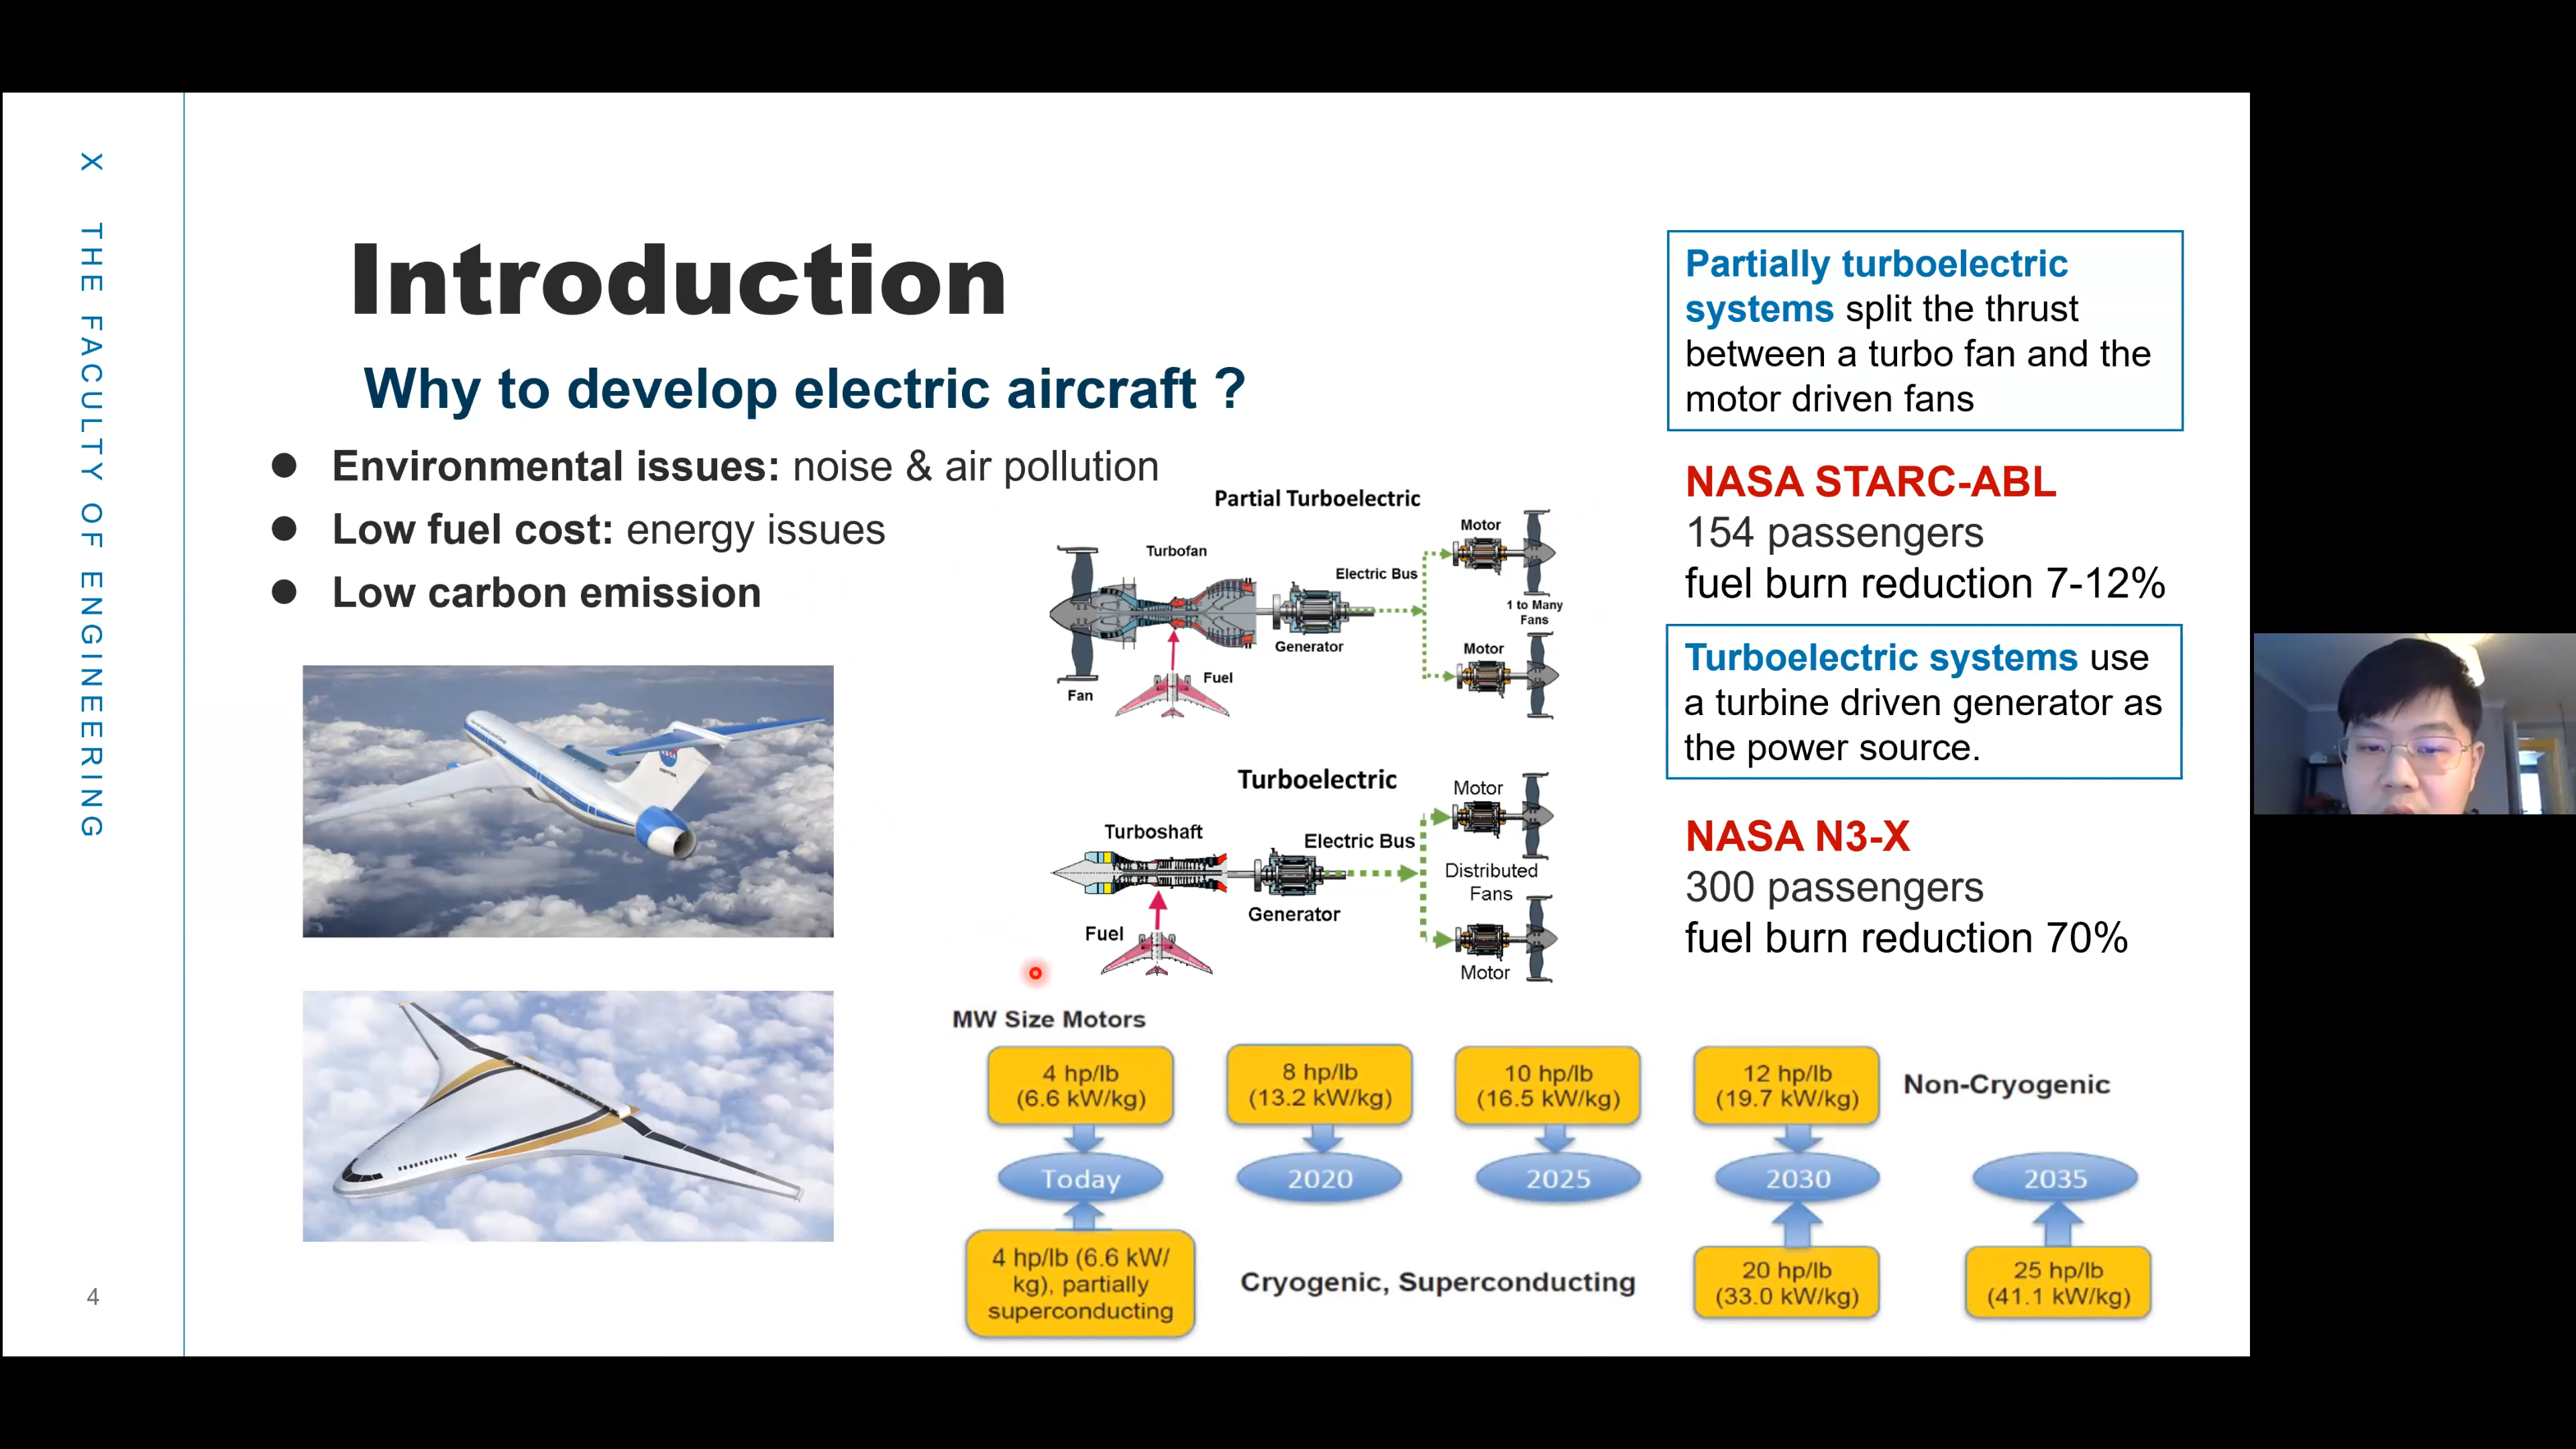 X THE FACULTY OF ENGINEERING
Introduction
Why to develop electric aircraft ?
● Environmental issues: noise & air pollution
● Low fuel cost: energy issues
● Low carbon emission
Partial Turboelectric
Turbofan
Motor
Electric Bus
1 to Many
Fans
Generator
Motor
Fuel
Fan
Turboelectric
Motor
Turboshaft
Electric Bus
Distributed
Fans
Generator
Fuel
Motor
Partially turboelectric
systems split the thrust
between a turbo fan and the
motor driven fans
NASA STARC-ABL
154 passengers
fuel burn reduction 7-12%
Turboelectric systems use
a turbine driven generator as
the power source.
NASA N3-X
300 passengers
fuel burn reduction 70%
MW Size Motors
4 hp/lb
(6.6 kW/kg)
8 hp/lb
(13.2 kW/kg)
10 hp/lb
(16.5 kW/kg)
12 hp/lb
(19.7 kW/kg)
Non-Cryogenic
Today
2020
2025
2030
2035
4 hp/lb (6.6 kW/
kg), partially
superconducting
Cryogenic, Superconducting
20 hp/lb
(33.0 kW/kg)
25 hp/lb
(41.1 kW/kg)
4